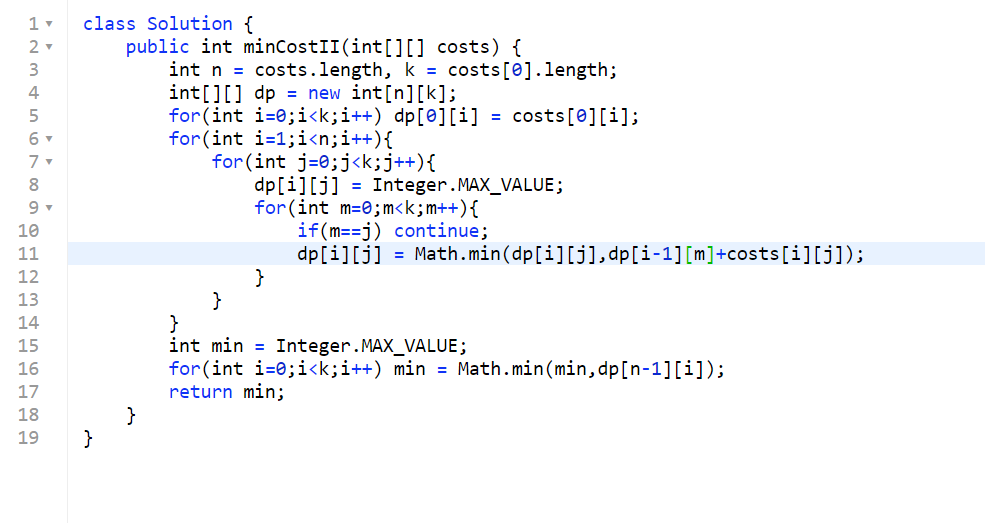 1 class Solution {
2     public int minCostII(int[][] costs) {
3         int n = costs.length, k = costs[0].length;
4         int[][] dp = new int[n][k];
5         for(int i=0;i<k;i++) dp[0][i] = costs[0][i];
6         for(int i=1;i<n;i++){
7             for(int j=0;j<k;j++){
8                 dp[i][j] = Integer.MAX_VALUE;
9                 for(int m=0;m<k;m++){
10                     if(m==j) continue;
11                     dp[i][j] = Math.min(dp[i][j],dp[i-1][m]+costs[i][j]);
12                 }
13             }
14         }
15         int min = Integer.MAX_VALUE;
16         for(int i=0;i<k;i++) min = Math.min(min,dp[n-1][i]);
17         return min;
18     }
19 }